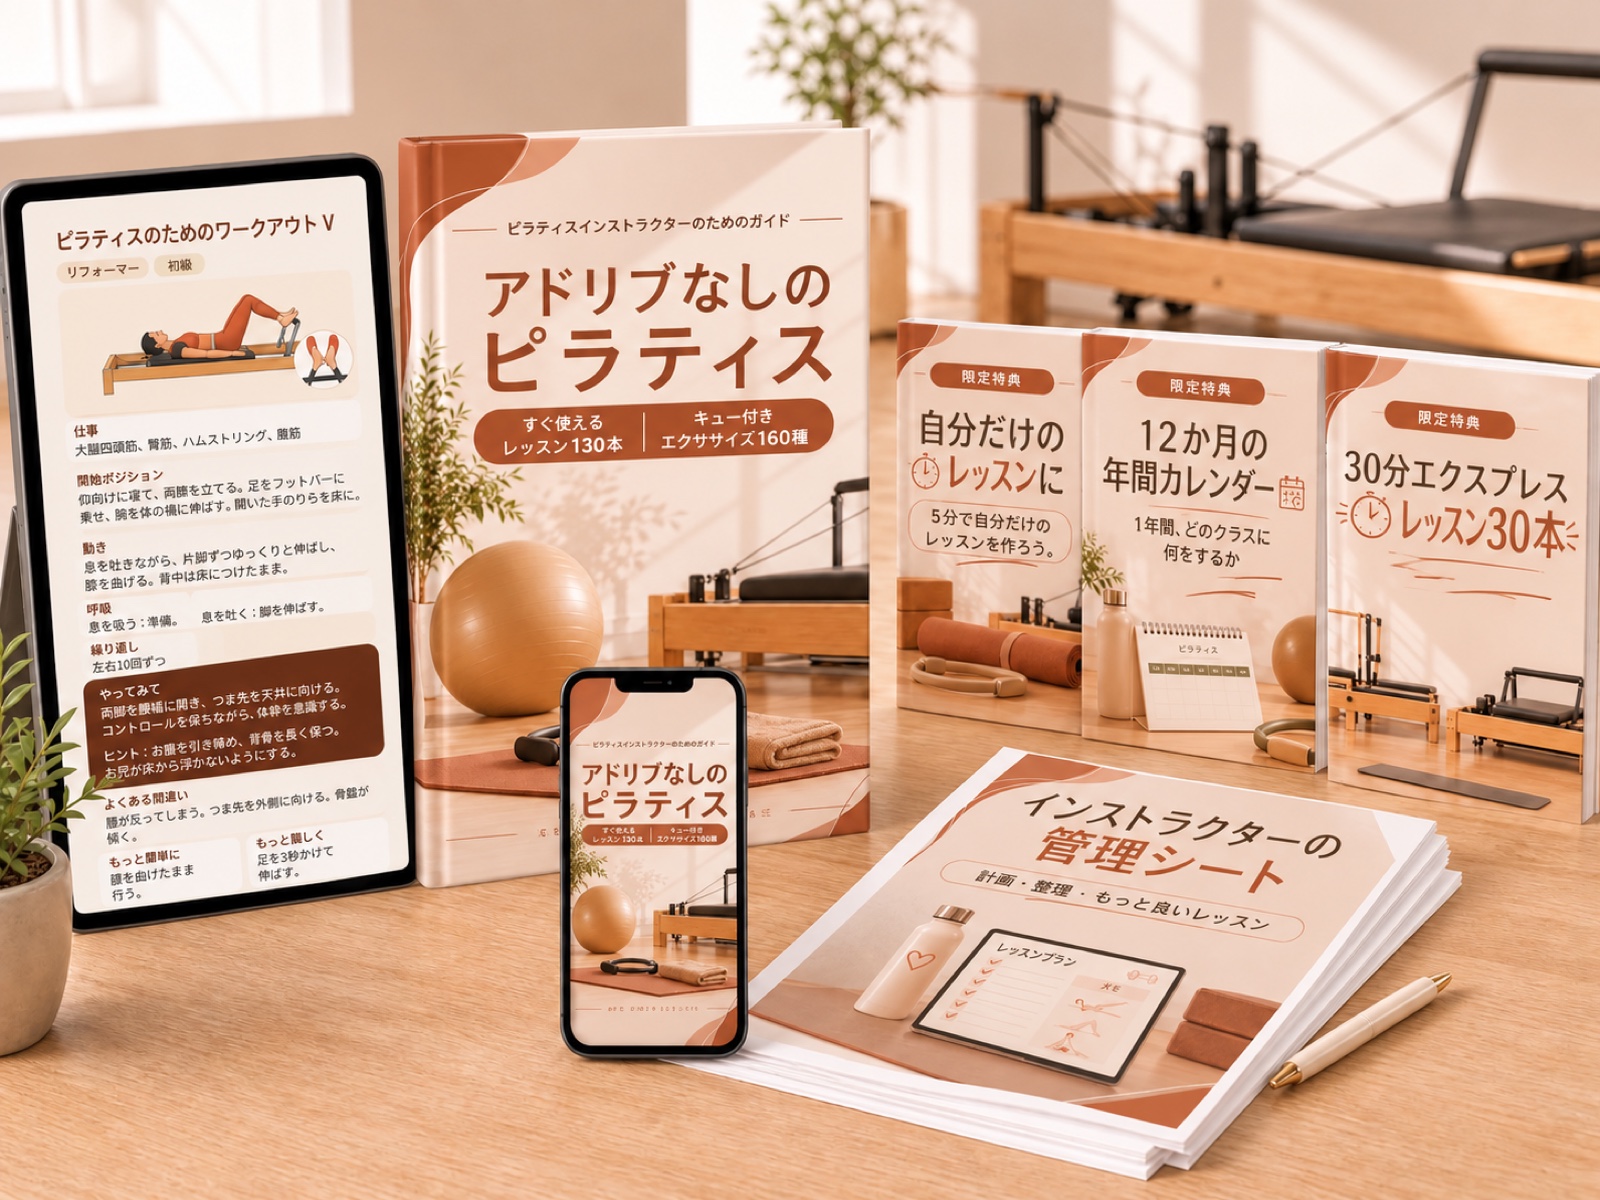 ピラティスのためのワークアウト V
リフォーマー
初級
仕事
大腿四頭筋、臀筋、ハムストリング、腹筋
開始ポジション
仰向けに寝て、両膝を立てる。足をフットバーに
乗せ、腕を体の横に伸ばす。開いた手のひらを床に。
動き
息を吐きながら、片脚ずつゆっくりと伸ばし、
膝を曲げる。背中は床につけたまま。
呼吸
息を吸う：準備。 息を吐く：脚を伸ばす。
繰り返し
左右10回ずつ
やってみて
両脚を腰幅に開き、つま先を天井に向ける。
コントロールを保ちながら、体幹を意識する。
ヒント：お腹を引き締め、背骨を長く保つ。
お尻が床から浮かないようにする。
よくある間違い
腰が反ってしまう。つま先を外側に向ける。骨盤が
傾く。
もっと簡単に
膝を曲げたまま
行う。
もっと難しく
足を3秒かけて
伸ばす。
ピラティスインストラクターのためのガイド
アドリブなしの
ピラティス
すぐ使える
レッスン130本
キュー付き
エクササイズ160種
ピラティスインストラクターのためのガイド
アドリブなしの
ピラティス
すぐ使える
レッスン130本
キュー付き
エクササイズ160種
限定特典
自分だけの
レッスンに
5分で自分だけの
レッスンを作ろう。
限定特典
12か月の
年間カレンダー
1年間、どのクラスに
何をするか
ピラティス
限定特典
30分エクスプレス
レッスン30本
インストラクターの
管理シート
計画・整理・もっと良いレッスン
レッスンプラン
メモ